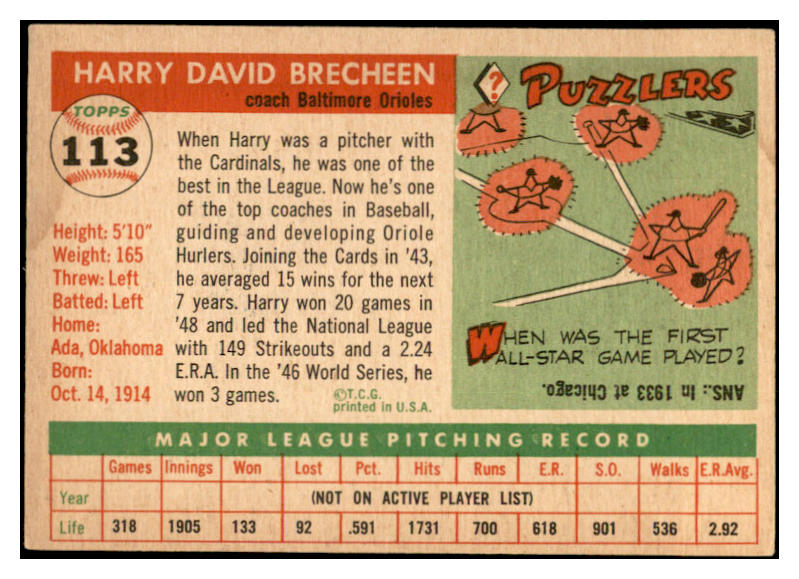 HARRY DAVID BRECHEEN
coach Baltimore Orioles
TOPPS
113
Height: 5'10"
Weight: 165
Threw: Left
Batted: Left
Home:
Ada, Oklahoma
Born:
Oct. 14, 1914
When Harry was a pitcher with
the Cardinals, he was one of the
best in the League. Now he's one
of the top coaches in Baseball,
guiding and developing Oriole
Hurlers. Joining the Cards in '43,
he averaged 15 wins for the next
7 years. Harry won 20 games in
'48 and led the National League
with 149 Strikeouts and a 2.24
E.R.A. In the '46 World Series, he
won 3 games.
©T.C.G.
printed in U.S.A.
? PUZZLERS
WHEN WAS THE FIRST
ALL-STAR GAME PLAYED?
ANS.: In 1933 at Chicago.
MAJOR LEAGUE PITCHING RECORD
Games Innings Won Lost Pct. Hits Runs E.R. S.O. Walks E.R.Avg.
Year (NOT ON ACTIVE PLAYER LIST)
Life 318 1905 133 92 .591 1731 700 618 901 536 2.92